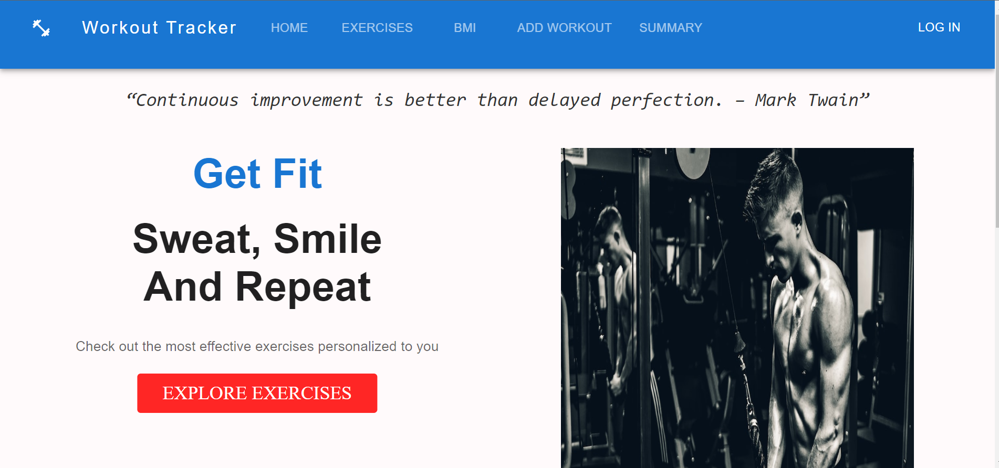 Workout Tracker HOME EXERCISES BMI ADD WORKOUT SUMMARY LOG IN
“Continuous improvement is better than delayed perfection. – Mark Twain”
Get Fit
Sweat, Smile
And Repeat
Check out the most effective exercises personalized to you
EXPLORE EXERCISES